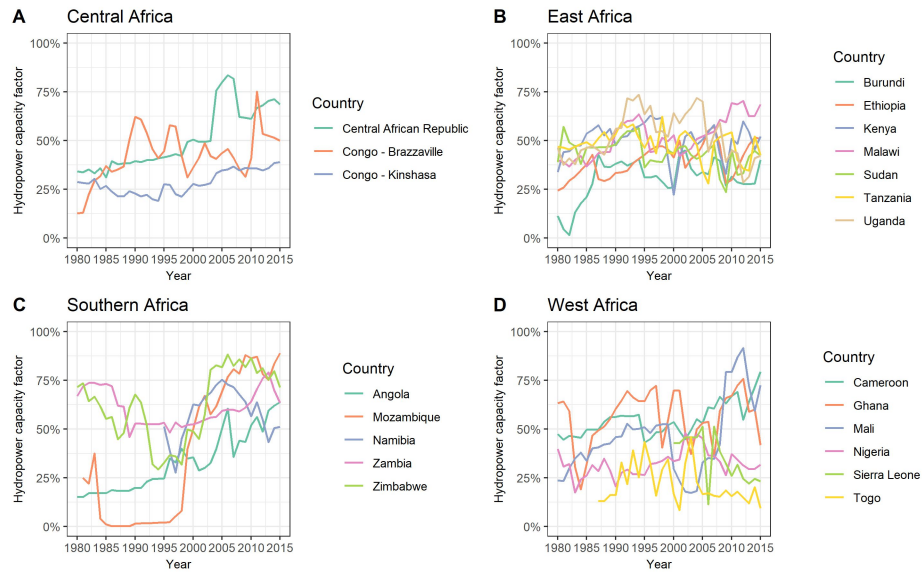 A Central Africa
Hydropower capacity factor
100%
75%
50%
25%
0%
1980 1985 1990 1995 2000 2005 2010 2015
Year
Country
Central African Republic
Congo - Brazzaville
Congo - Kinshasa
B East Africa
Hydropower capacity factor
100%
75%
50%
25%
0%
1980 1985 1990 1995 2000 2005 2010 2015
Year
Country
Burundi
Ethiopia
Kenya
Malawi
Sudan
Tanzania
Uganda
C Southern Africa
Hydropower capacity factor
100%
75%
50%
25%
0%
1980 1985 1990 1995 2000 2005 2010 2015
Year
Country
Angola
Mozambique
Namibia
Zambia
Zimbabwe
D West Africa
Hydropower capacity factor
100%
75%
50%
25%
0%
1980 1985 1990 1995 2000 2005 2010 2015
Year
Country
Cameroon
Ghana
Mali
Nigeria
Sierra Leone
Togo